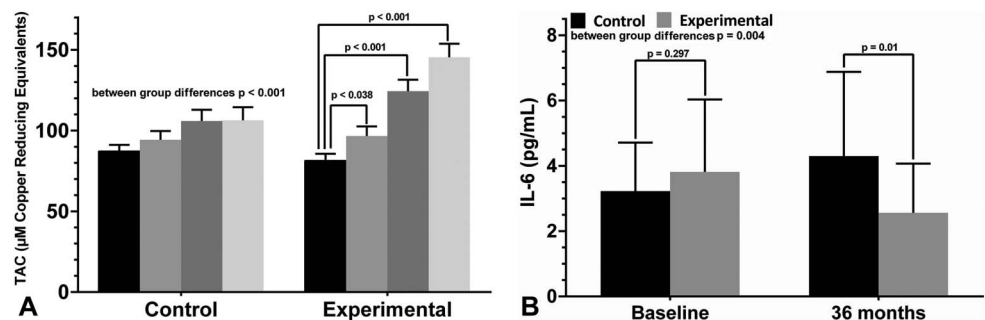 TAC (µM Copper Reducing Equivalents)
150
100
50
0
between group differences p < 0.001
p < 0.001
p < 0.001
p < 0.038
Control
Experimental
A
IL-6 (pg/mL)
8
6
4
2
0
Control Experimental
between group differences p = 0.004
p = 0.297
p = 0.01
Baseline
36 months
B